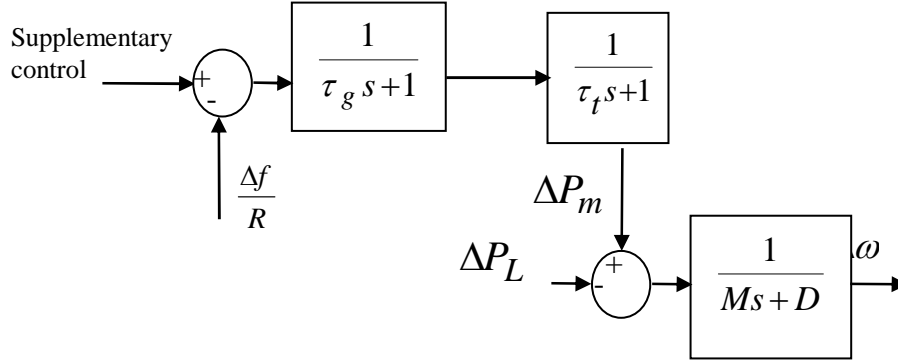 Supplementary
control
+
-
1
τ_g s+1
1
τ_t s+1
Δf
R
ΔP_m
ΔP_L
+
-
1
Ms + D
ω